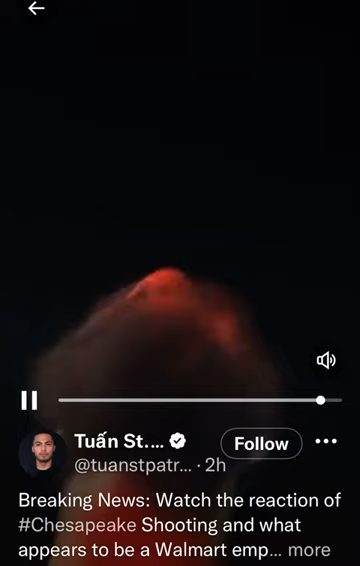 Tuấn St....
Follow
@tuanstpatr... · 2h
Breaking News: Watch the reaction of
#Chesapeake Shooting and what
appears to be a Walmart emp... more